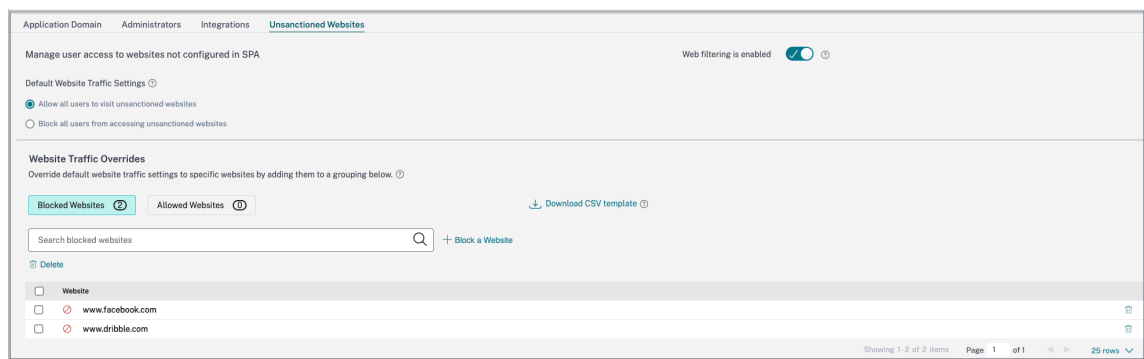 Application Domain Administrators Integrations Unsanctioned Websites
Manage user access to websites not configured in SPA Web filtering is enabled
Default Website Traffic Settings
Allow all users to visit unsanctioned websites
Block all users from accessing unsanctioned websites
Website Traffic Overrides
Override default website traffic settings to specific websites by adding them to a grouping below.
Blocked Websites 2 Allowed Websites 0 Download CSV template
Search blocked websites Block a Website
Delete
Website
www.facebook.com
www.dribble.com
Showing 1-2 of 2 items Page 1 of 1 25 rows